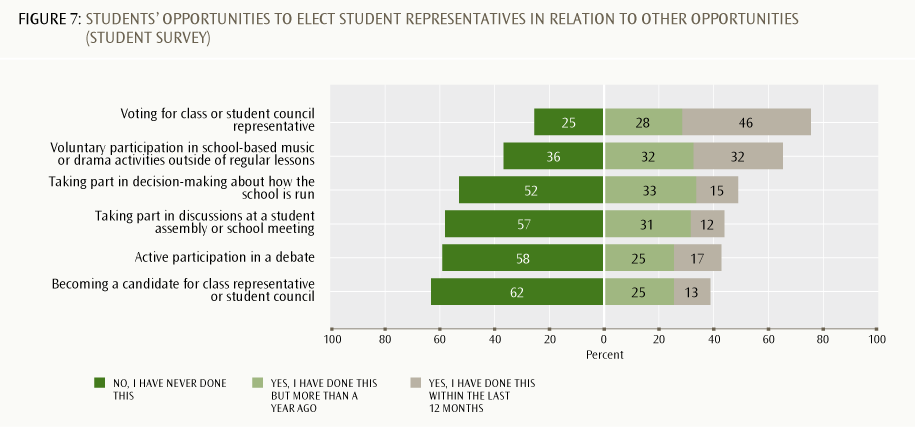 FIGURE 7: STUDENTS' OPPORTUNITIES TO ELECT STUDENT REPRESENTATIVES IN RELATION TO OTHER OPPORTUNITIES
(STUDENT SURVEY)
Voting for class or student council
representative
25 28 46
Voluntary participation in school-based music
or drama activities outside of regular lessons
36 32 32
Taking part in decision-making about how the
school is run
52 33 15
Taking part in discussions at a student
assembly or school meeting
57 31 12
Active participation in a debate
58 25 17
Becoming a candidate for class representative
or student council
62 25 13
100 80 60 40 20 0 20 40 60 80 100
Percent
NO, I HAVE NEVER DONE
THIS
YES, I HAVE DONE THIS
BUT MORE THAN A
YEAR AGO
YES, I HAVE DONE THIS
WITHIN THE LAST
12 MONTHS